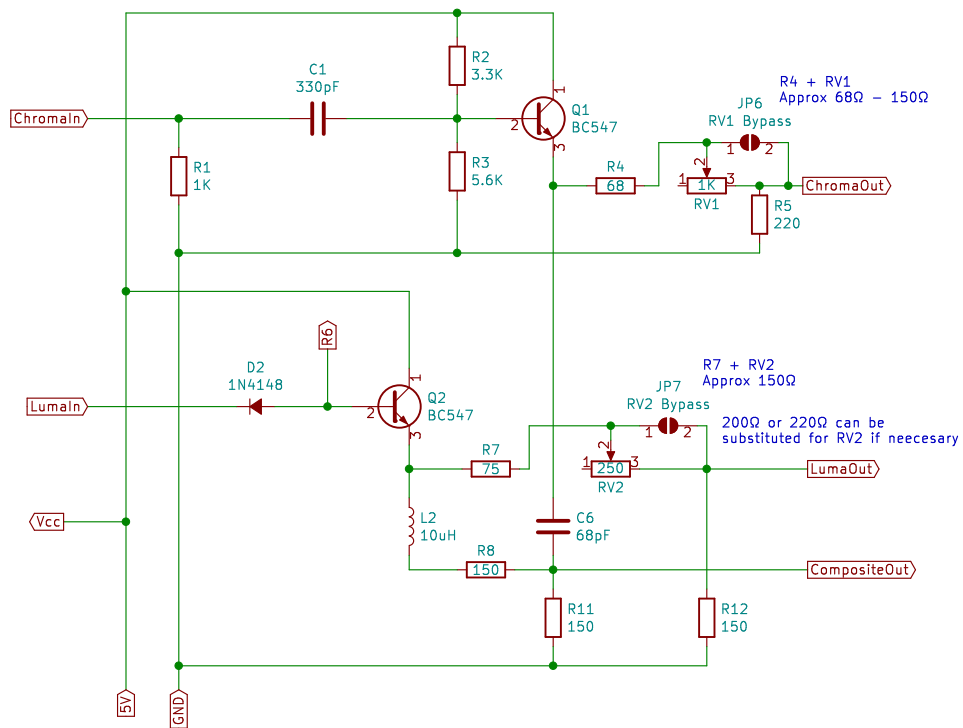 R2
3.3K
C1
330pF
R4 + RV1
Approx 68Ω – 150Ω
1
JP6
RV1 Bypass
Q1
BC547
ChromaIn
2
3
1 2
R4
68
2
R1
1K
R3
5.6K
1 1K 3
RV1
ChromaOut
R5
220
R6
D2
1N4148
1
R7 + RV2
Approx 150Ω
JP7
RV2 Bypass
Q2
BC547
LumaIn
2
3
1 2
200Ω or 220Ω can be
substituted for RV2 if neecesary
R7
75
2
1 250 3
RV2
LumaOut
Vcc
L2
10uH
C6
68pF
R8
150
CompositeOut
R11
150
R12
150
5V
GND